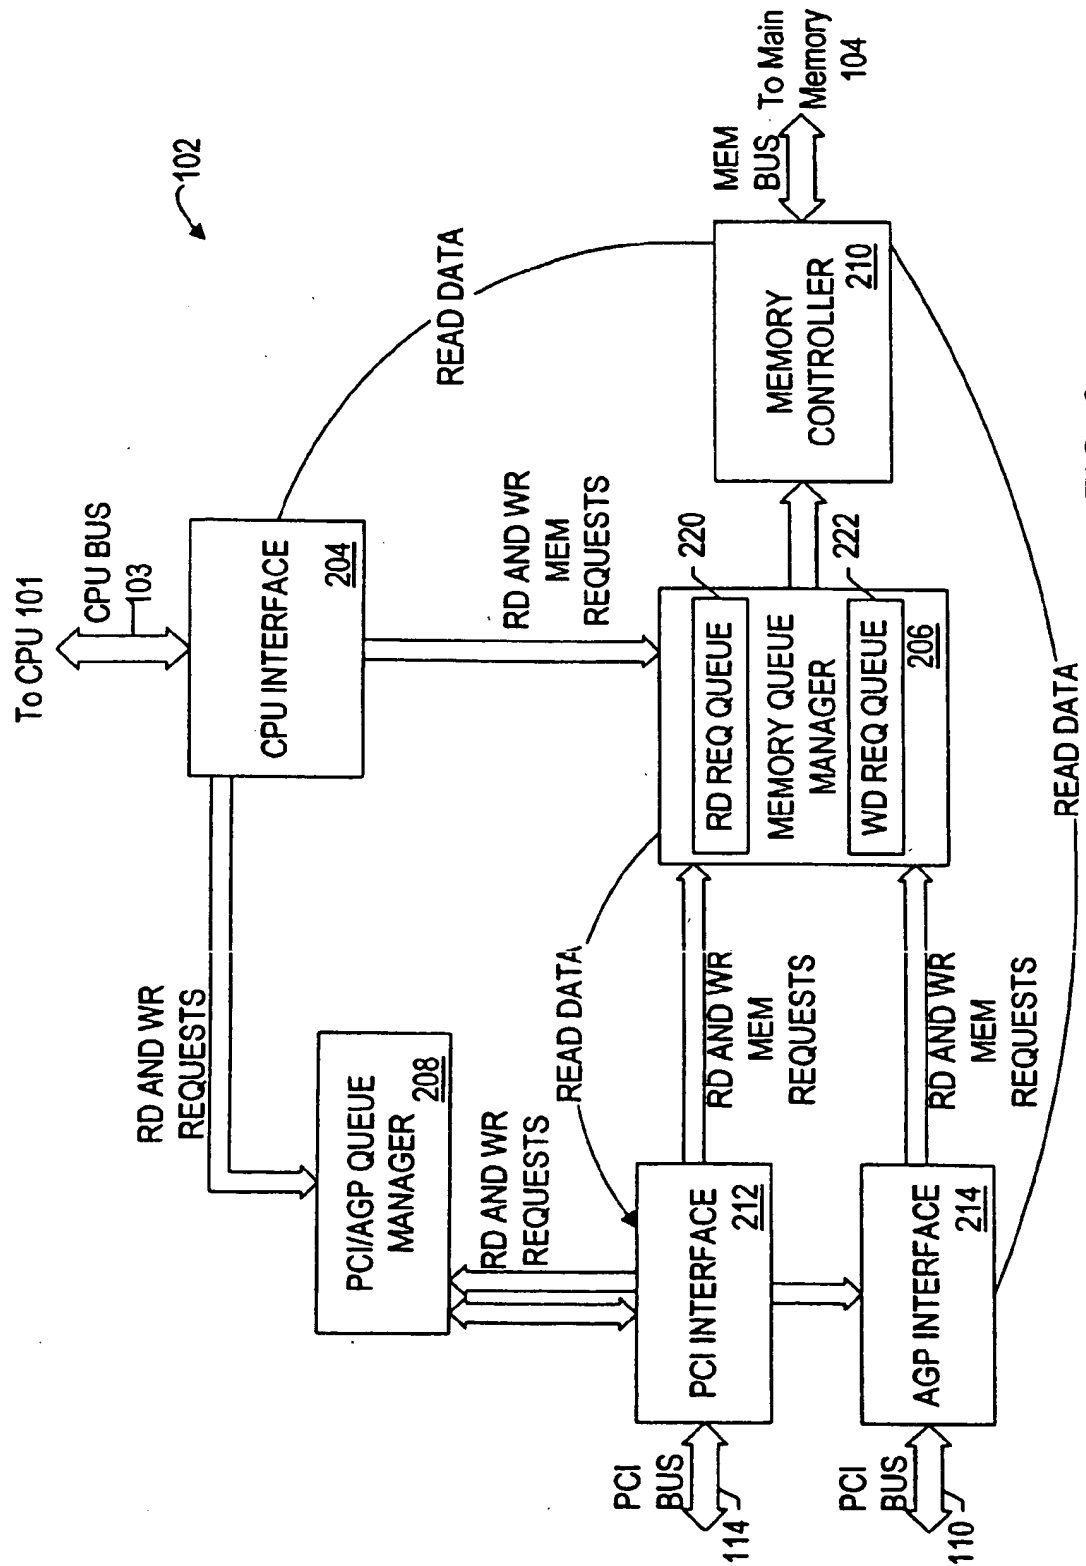 To CPU 101
CPU BUS
103
102
CPU INTERFACE
204
RD AND WR
REQUESTS
READ DATA
PCI/AGP QUEUE
MANAGER
208
RD AND WR
MEM
REQUESTS
RD AND WR
REQUESTS
READ DATA
PCI
BUS
114
PCI INTERFACE
212
RD AND WR
MEM
REQUESTS
RD REQ QUEUE
220
MEMORY QUEUE
MANAGER
WD REQ QUEUE
222
206
MEMORY
CONTROLLER
210
MEM
BUS
To Main
Memory
104
PCI
BUS
110
AGP INTERFACE
214
RD AND WR
MEM
REQUESTS
READ DATA